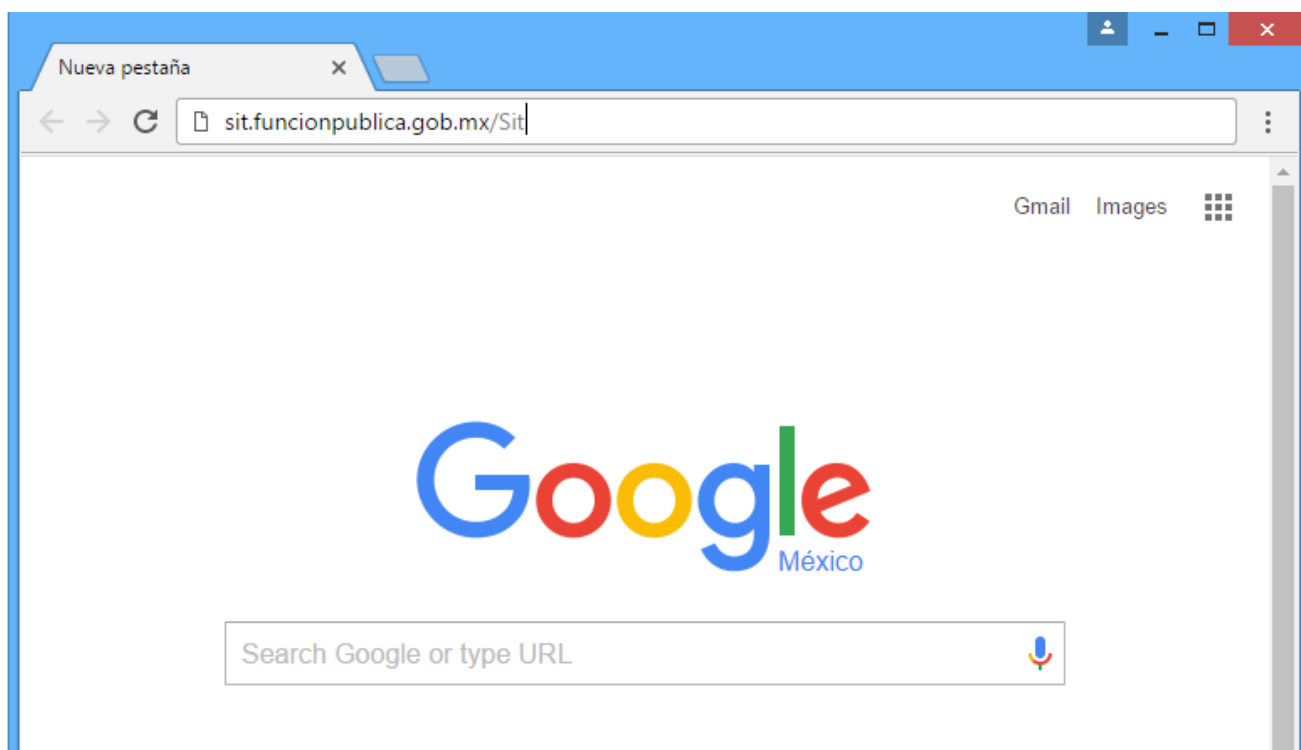 Nueva pestaña
sit.funcionpublica.gob.mx/Sit
Gmail Images
Google
México
Search Google or type URL